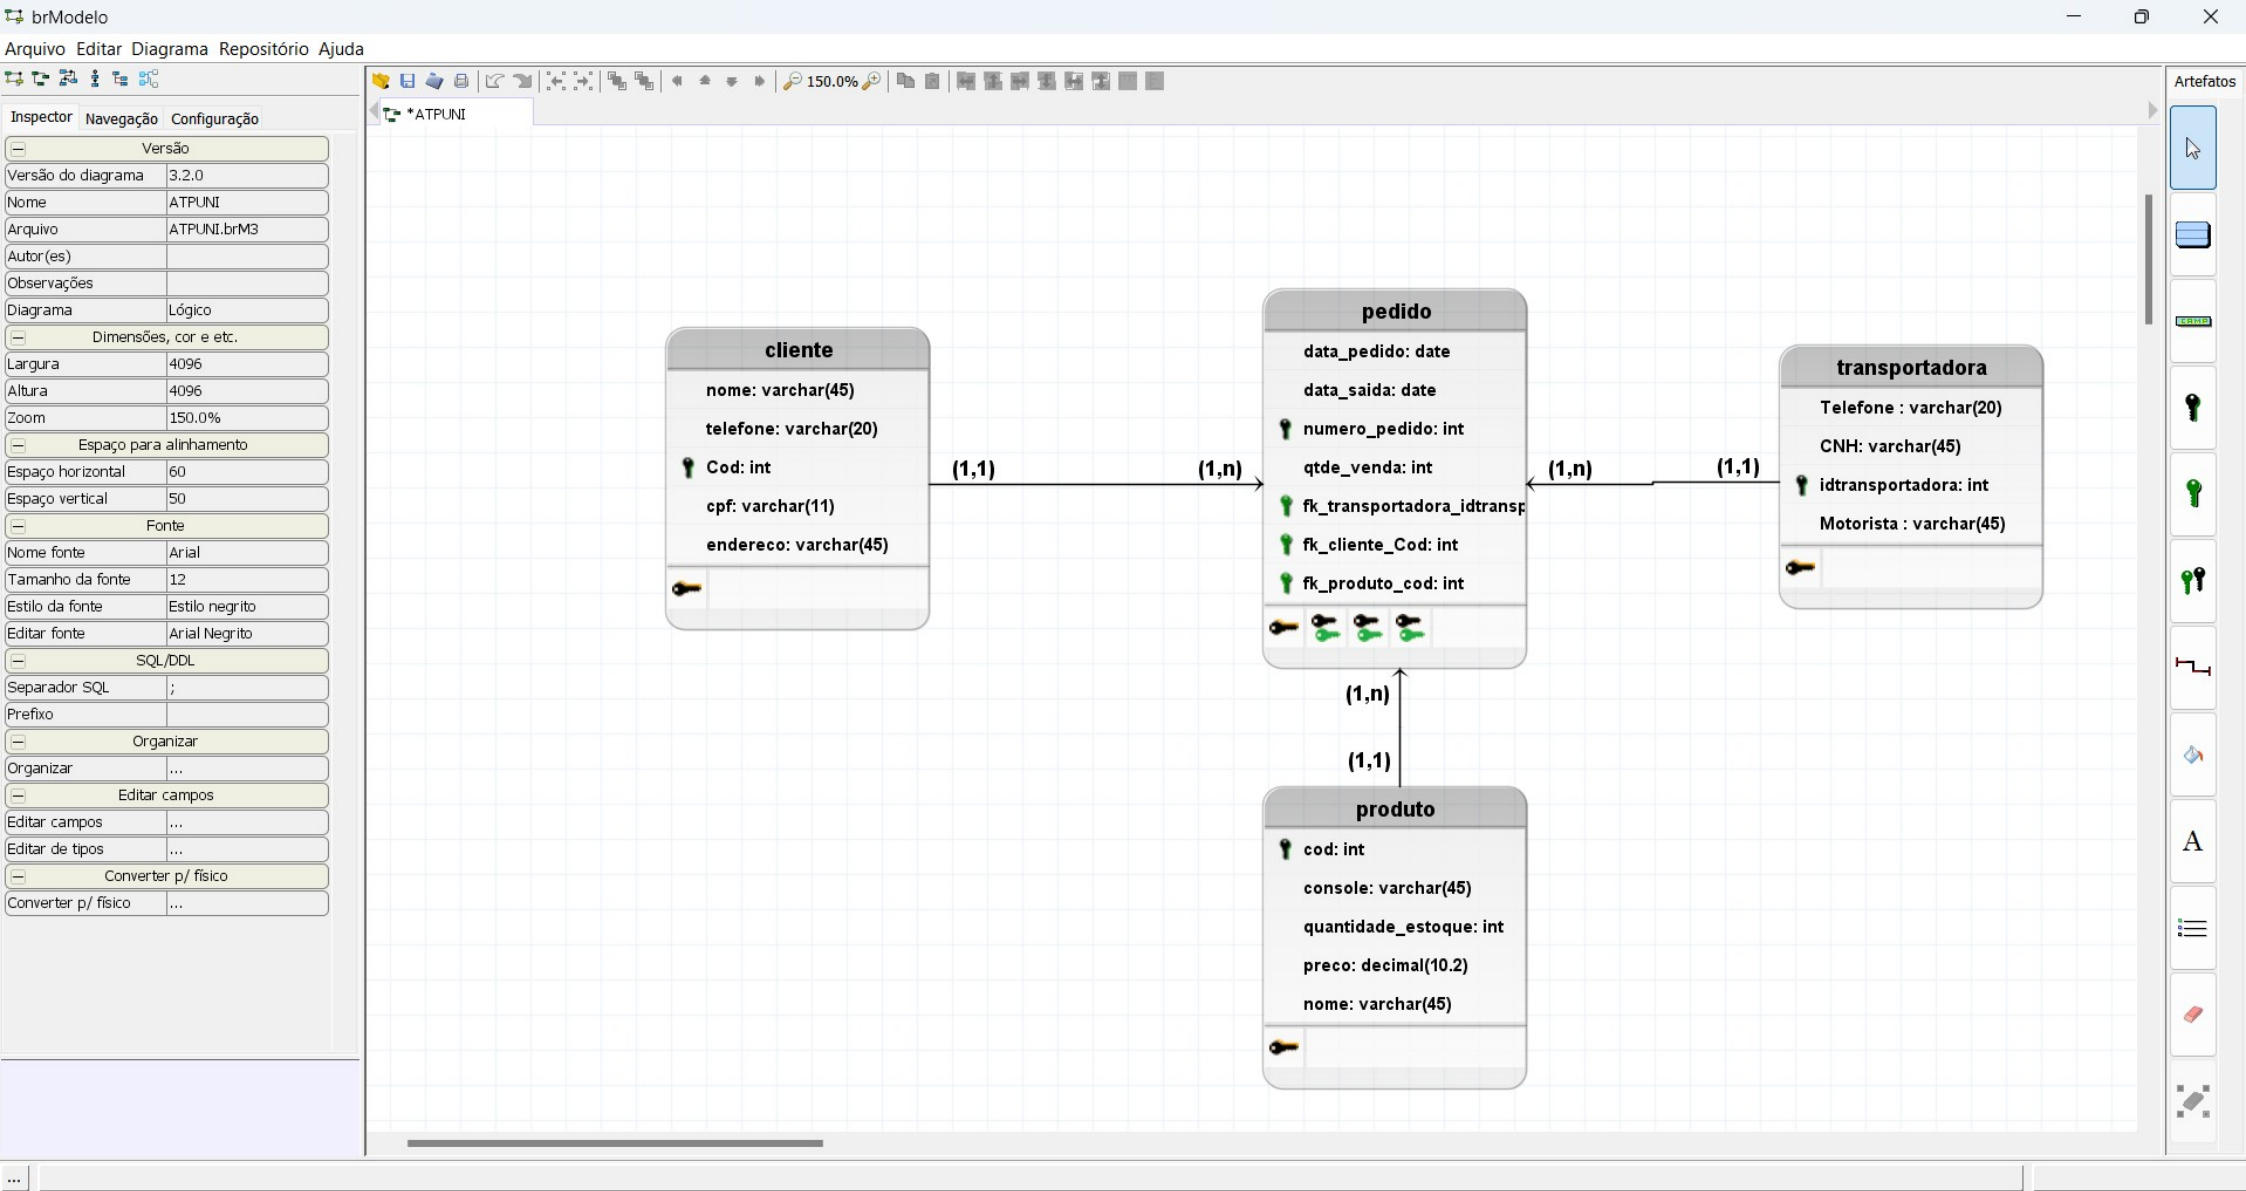 brModelo
Arquivo Editar Diagrama Repositório Ajuda
150.0%
Artefatos
Inspector Navegação Configuração
*ATPUNI
Versão
Versão do diagrama 3.2.0
Nome ATPUNI
Arquivo ATPUNI.brM3
Autor(es)
Observações
Diagrama Lógico
Dimensões, cor e etc.
Largura 4096
Altura 4096
Zoom 150.0%
Espaço para alinhamento
Espaço horizontal 60
Espaço vertical 50
Fonte
Nome fonte Arial
Tamanho da fonte 12
Estilo da fonte Estilo negrito
Editar fonte Arial Negrito
SQL/DDL
Separador SQL ;
Prefixo
Organizar
Organizar ...
Editar campos
Editar campos ...
Editar de tipos ...
Converter p/ físico
Converter p/ físico ...
cliente
nome: varchar(45)
telefone: varchar(20)
Cod: int
cpf: varchar(11)
endereco: varchar(45)
(1,1)
(1,n)
pedido
data_pedido: date
data_saida: date
numero_pedido: int
qtde_venda: int
fk_transportadora_idtransp
fk_cliente_Cod: int
fk_produto_cod: int
(1,n)
(1,1)
transportadora
Telefone : varchar(20)
CNH: varchar(45)
idtransportadora: int
Motorista : varchar(45)
(1,n)
(1,1)
produto
cod: int
console: varchar(45)
quantidade_estoque: int
preco: decimal(10.2)
nome: varchar(45)
A
...